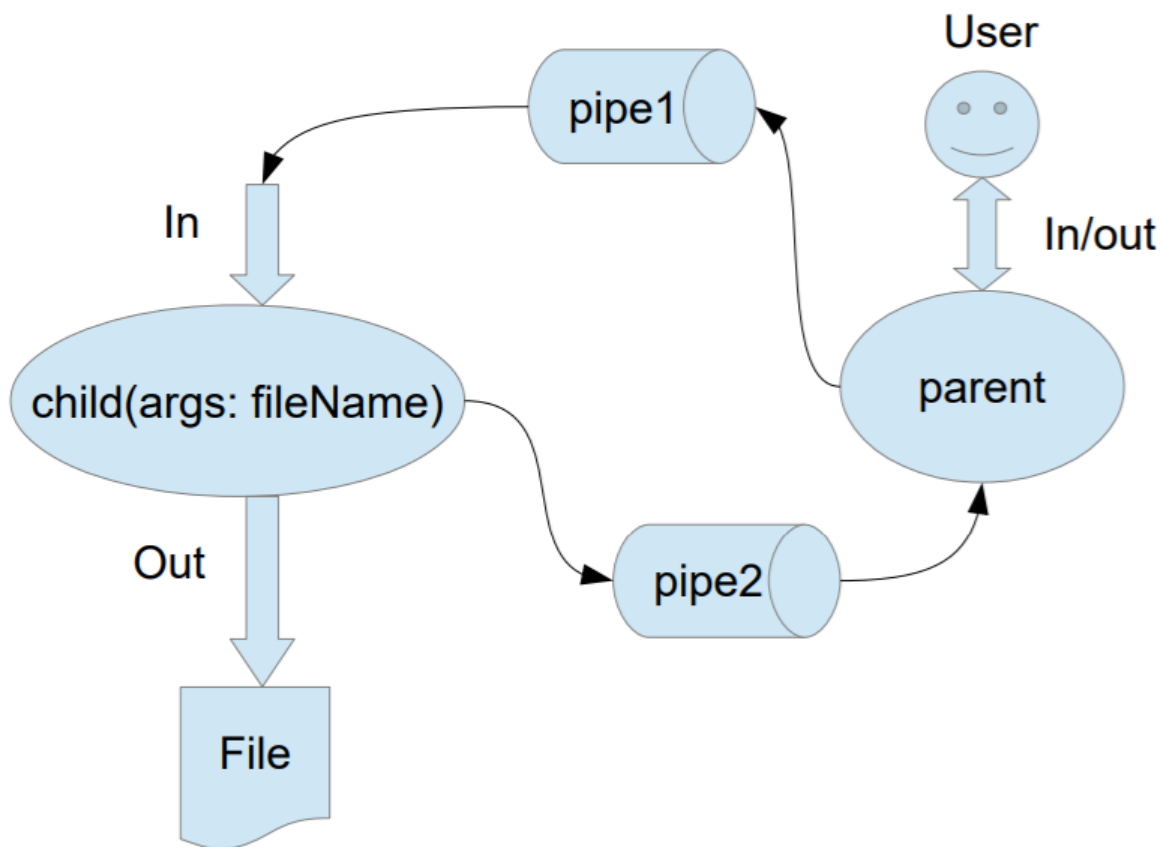 User
pipe1
In
In/out
child(args: fileName)
parent
Out
pipe2
File